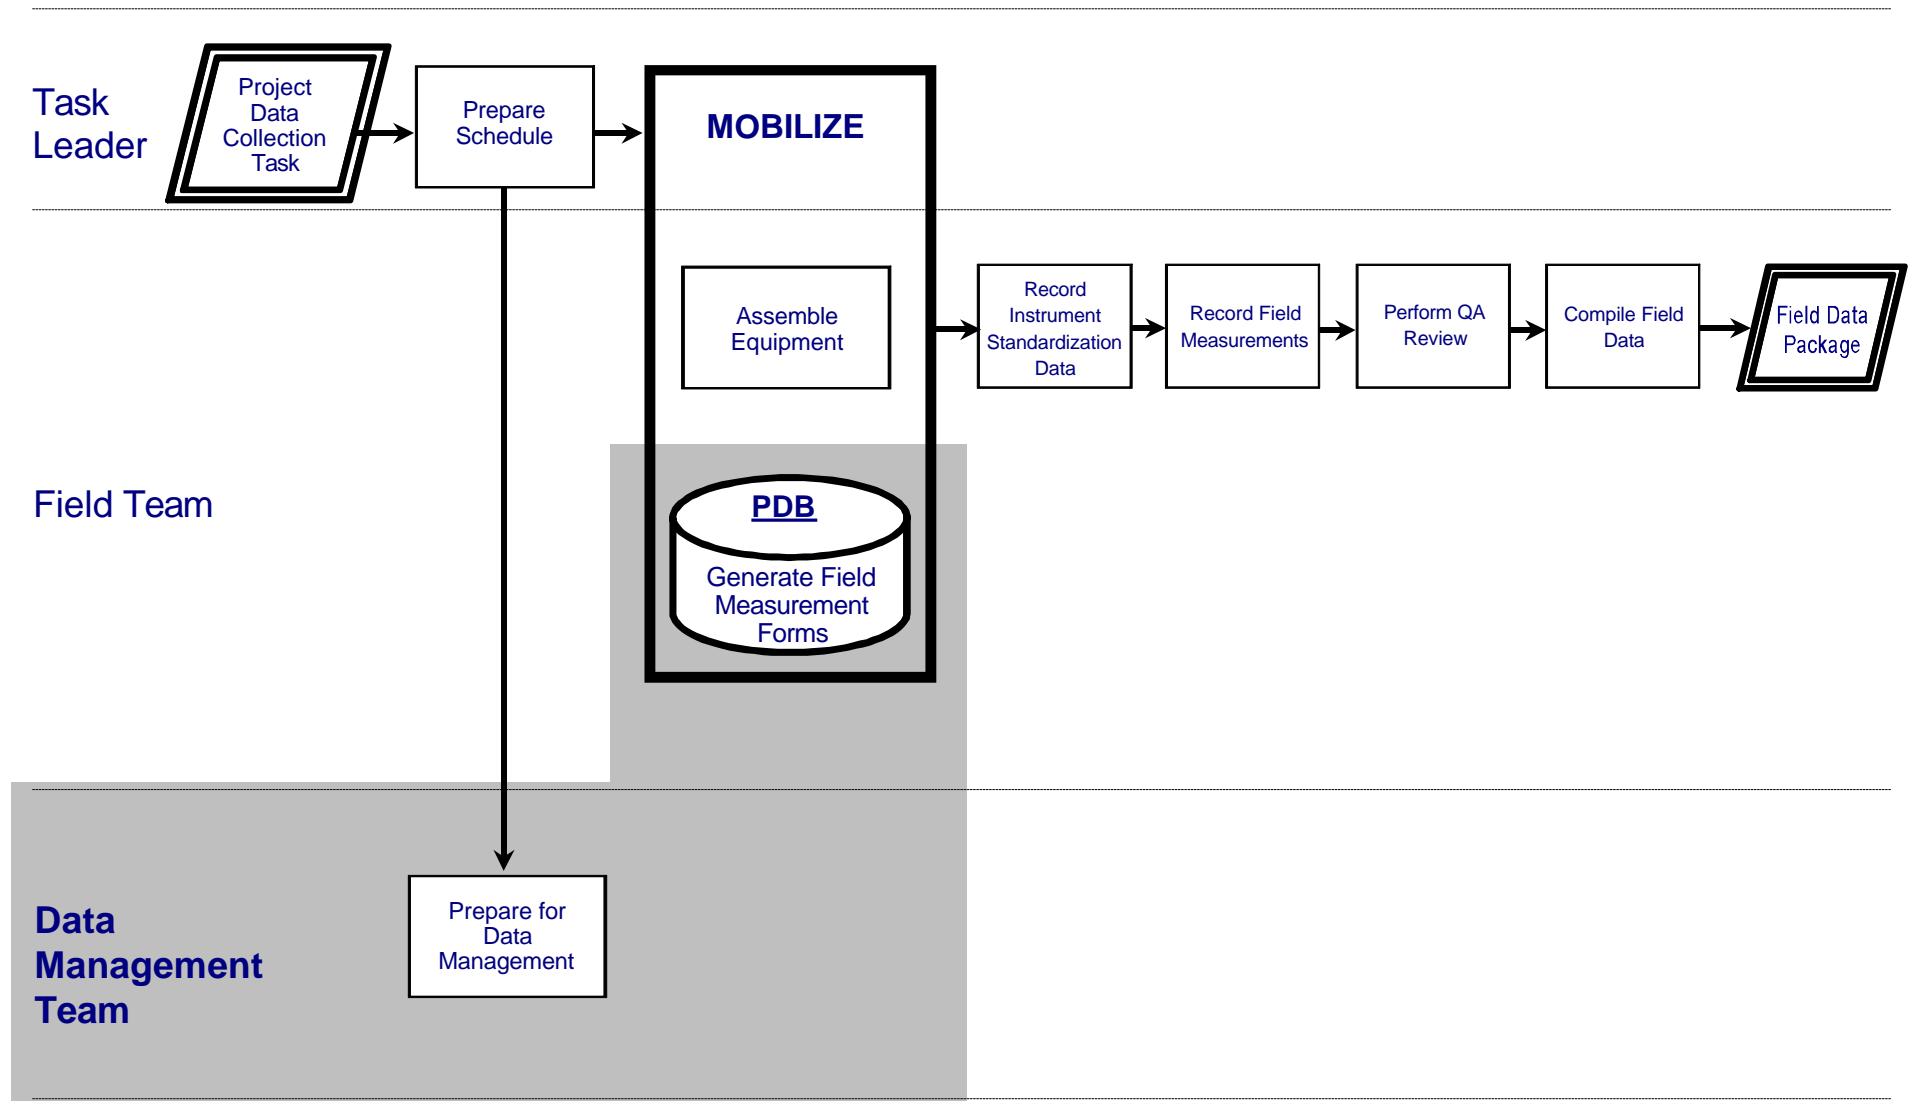 Task
Leader
Project
Data
Collection
Task
Prepare
Schedule
MOBILIZE
Field Team
Assemble
Equipment
Record
Instrument
Standardization
Data
Record Field
Measurements
Perform QA
Review
Compile Field
Data
Field Data
Package
PDB
Generate Field
Measurement
Forms
Data
Management
Team
Prepare for
Data
Management